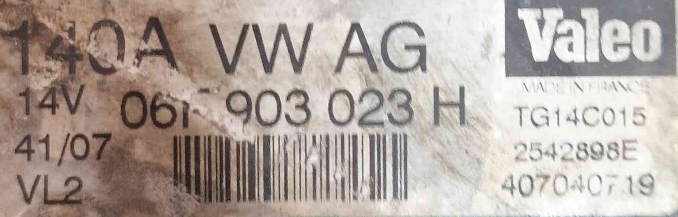 140A VW AG
14V 903 023 H
41/07
VL2
Valeo
MADE IN FRANCE
TG14C015
2542898E
407040719